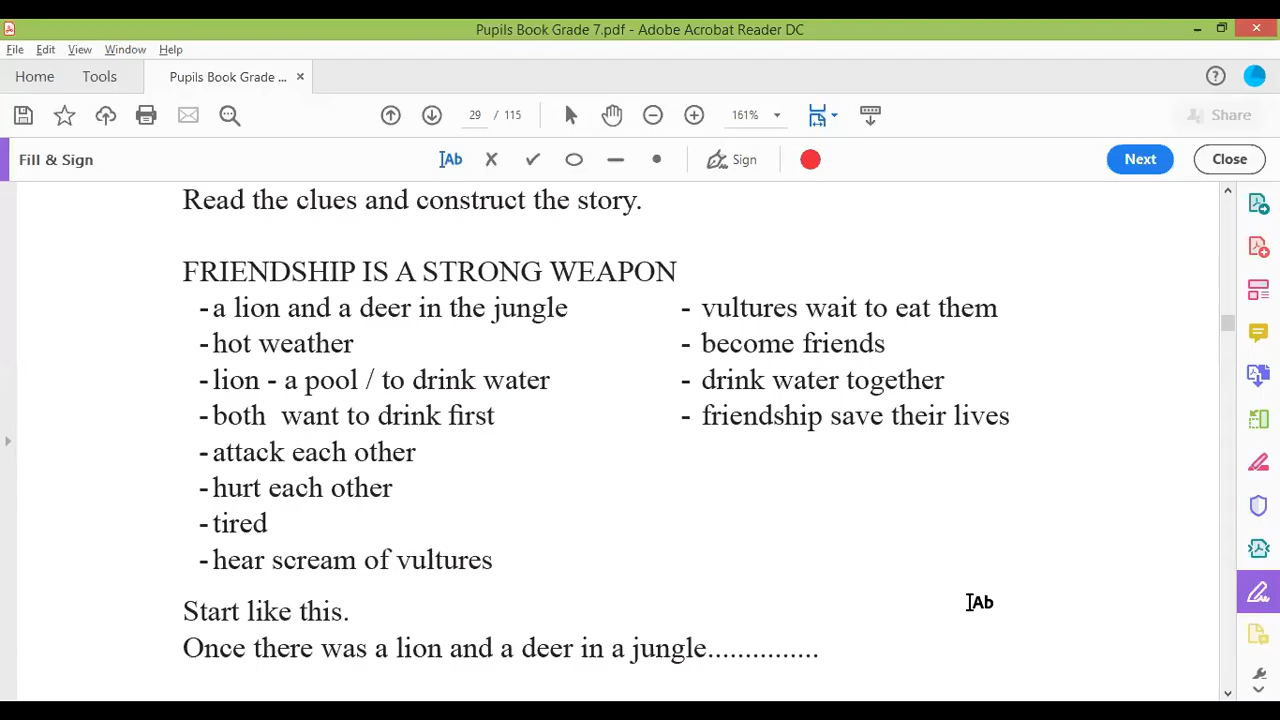 Pupils Book Grade 7.pdf - Adobe Acrobat Reader DC
File Edit View Window Help
Home Tools Pupils Book Grade ... ×
29 / 115 161% Share
Fill & Sign Ab Sign Next Close
Read the clues and construct the story.
FRIENDSHIP IS A STRONG WEAPON
- a lion and a deer in the jungle - vultures wait to eat them
- hot weather - become friends
- lion - a pool / to drink water - drink water together
- both want to drink first - friendship save their lives
- attack each other
- hurt each other
- tired
- hear scream of vultures
Start like this.
Ab
Once there was a lion and a deer in a jungle...............